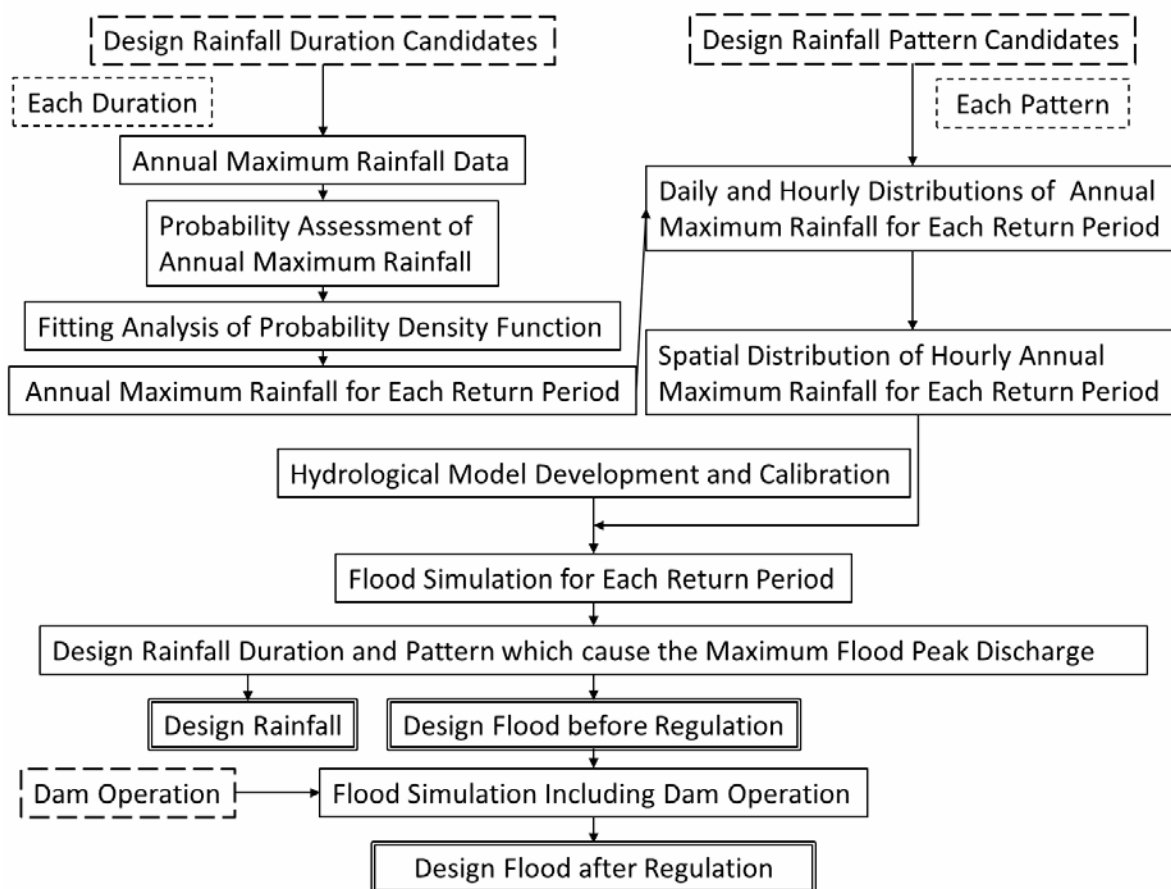 Design Rainfall Duration Candidates
Design Rainfall Pattern Candidates
Each Duration
Each Pattern
Annual Maximum Rainfall Data
Daily and Hourly Distributions of Annual
Maximum Rainfall for Each Return Period
Probability Assessment of
Annual Maximum Rainfall
Fitting Analysis of Probability Density Function
Annual Maximum Rainfall for Each Return Period
Spatial Distribution of Hourly Annual
Maximum Rainfall for Each Return Period
Hydrological Model Development and Calibration
Flood Simulation for Each Return Period
Design Rainfall Duration and Pattern which cause the Maximum Flood Peak Discharge
Design Rainfall
Design Flood before Regulation
Dam Operation
Flood Simulation Including Dam Operation
Design Flood after Regulation